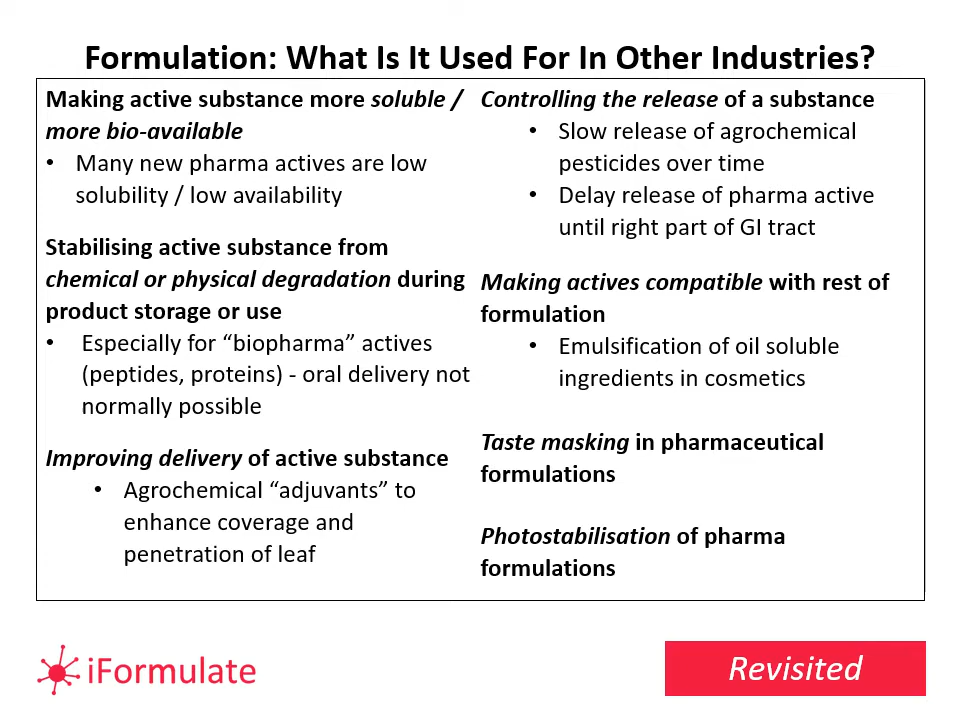 Formulation: What Is It Used For In Other Industries?
Making active substance more soluble /
more bio-available
• Many new pharma actives are low
solubility / low availability
Stabilising active substance from
chemical or physical degradation during
product storage or use
• Especially for “biopharma” actives
(peptides, proteins) - oral delivery not
normally possible
Improving delivery of active substance
• Agrochemical “adjuvants” to
enhance coverage and
penetration of leaf
Controlling the release of a substance
• Slow release of agrochemical
pesticides over time
• Delay release of pharma active
until right part of GI tract
Making actives compatible with rest of
formulation
• Emulsification of oil soluble
ingredients in cosmetics
Taste masking in pharmaceutical
formulations
Photostabilisation of pharma
formulations
iFormulate
Revisited